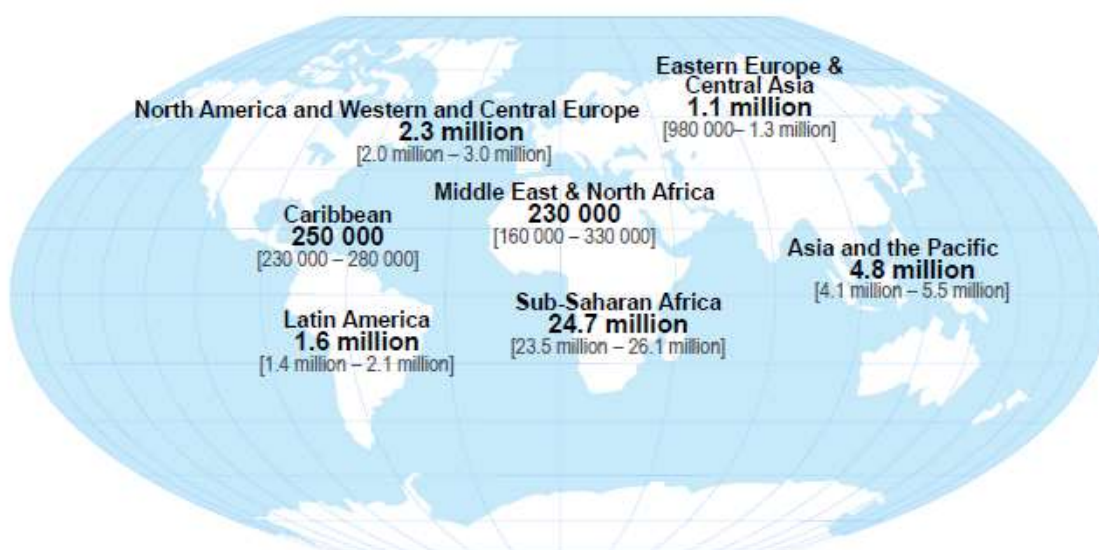 Eastern Europe &
Central Asia
1.1 million
[980 000– 1.3 million]
North America and Western and Central Europe
2.3 million
[2.0 million – 3.0 million]
Middle East & North Africa
230 000
[160 000 – 330 000]
Caribbean
250 000
[230 000 – 280 000]
Asia and the Pacific
4.8 million
[4.1 million – 5.5 million]
Sub-Saharan Africa
24.7 million
[23.5 million – 26.1 million]
Latin America
1.6 million
[1.4 million – 2.1 million]